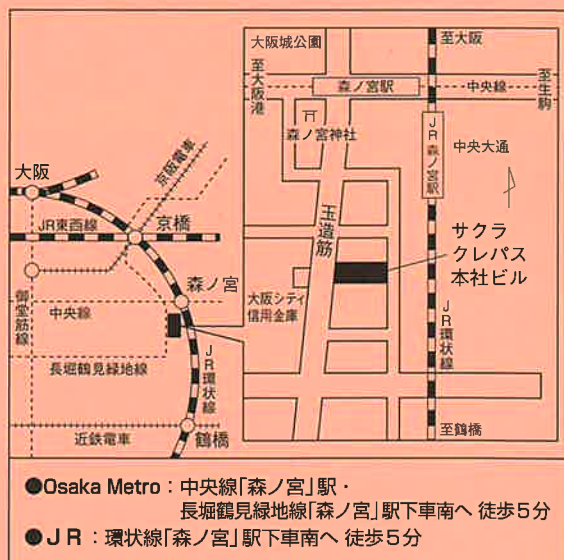 大阪城公園
至大阪
至大阪港
森ノ宮駅
中央線
至生駒
森ノ宮神社
JR森ノ宮駅
中央大通
玉造筋
サクラ
クレパス
本社ビル
大阪シティ
信用金庫
JR環状線
至鶴橋
大阪
京阪電車
JR東西線
京橋
森ノ宮
御堂筋線
中央線
長堀鶴見緑地線
JR環状線
近鉄電車
鶴橋
●Osaka Metro：中央線「森ノ宮」駅・
長堀鶴見緑地線「森ノ宮」駅下車南へ 徒歩5分
●JR：環状線「森ノ宮」駅下車南へ 徒歩5分